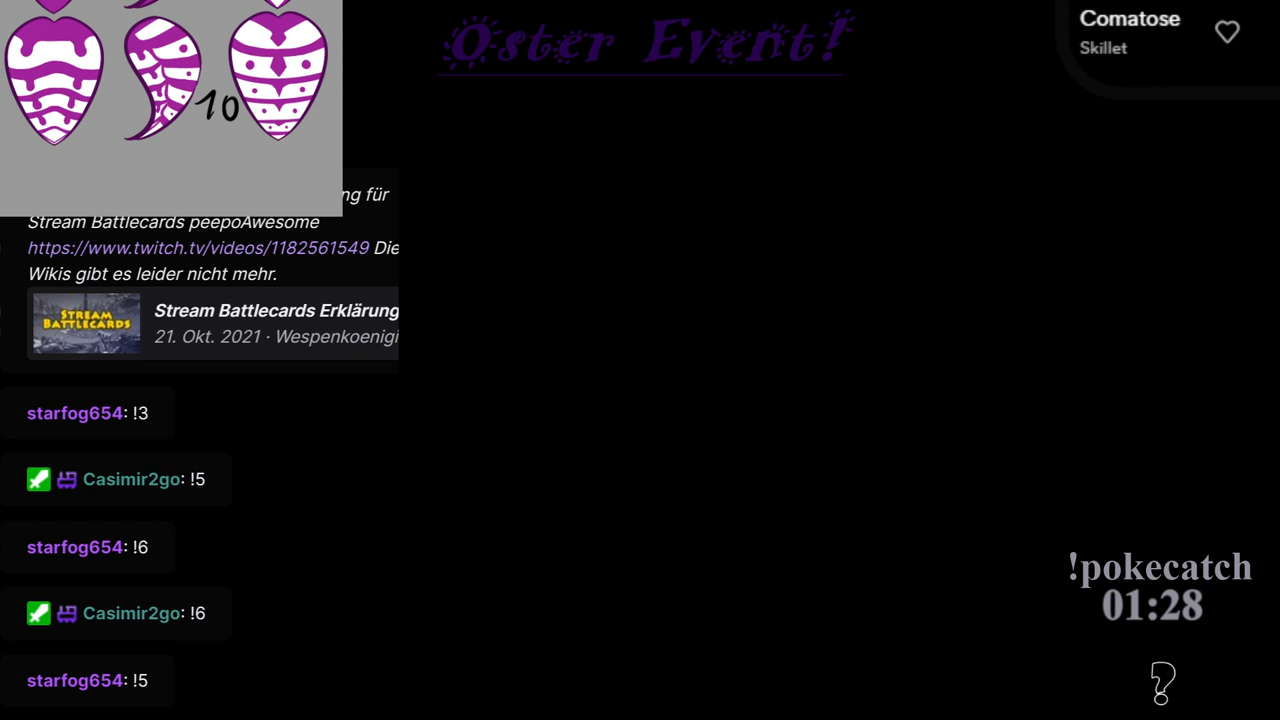 Oster Event!
Comatose
Skillet
10
ng für
Stream Battlecards peepoAwesome
https://www.twitch.tv/videos/1182561549 Die
Wikis gibt es leider nicht mehr.
STREAM
BATTLECARDS
Stream Battlecards Erklärung
21. Okt. 2021 · Wespenkoenigi
starfog654: !3
Casimir2go: !5
starfog654: !6
Casimir2go: !6
starfog654: !5
!pokecatch
01:28
?